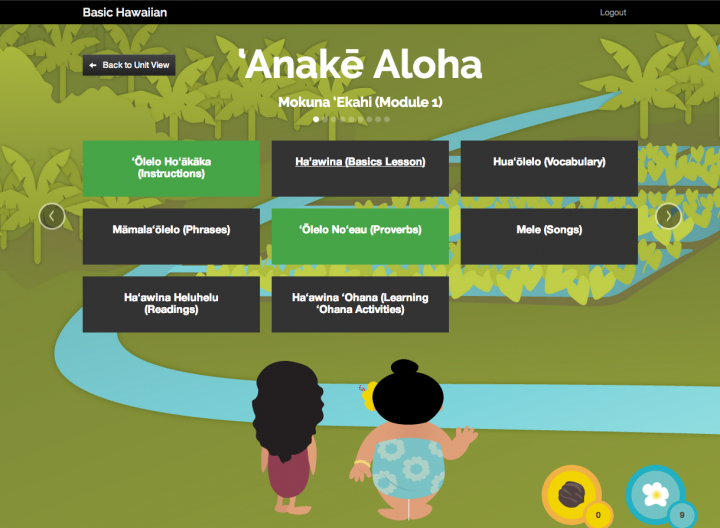 Basic Hawaiian
Logout
Back to Unit View
ʻAnakē Aloha
Mokuna ʻEkahi (Module 1)
ʻŌlelo Hoʻākāka
(Instructions)
Haʻawina (Basics Lesson)
Huaʻōlelo (Vocabulary)
Māmalaʻōlelo (Phrases)
ʻŌlelo Noʻeau (Proverbs)
Mele (Songs)
Haʻawina Heluhelu
(Readings)
Haʻawina ʻOhana (Learning
ʻOhana Activities)
0
9